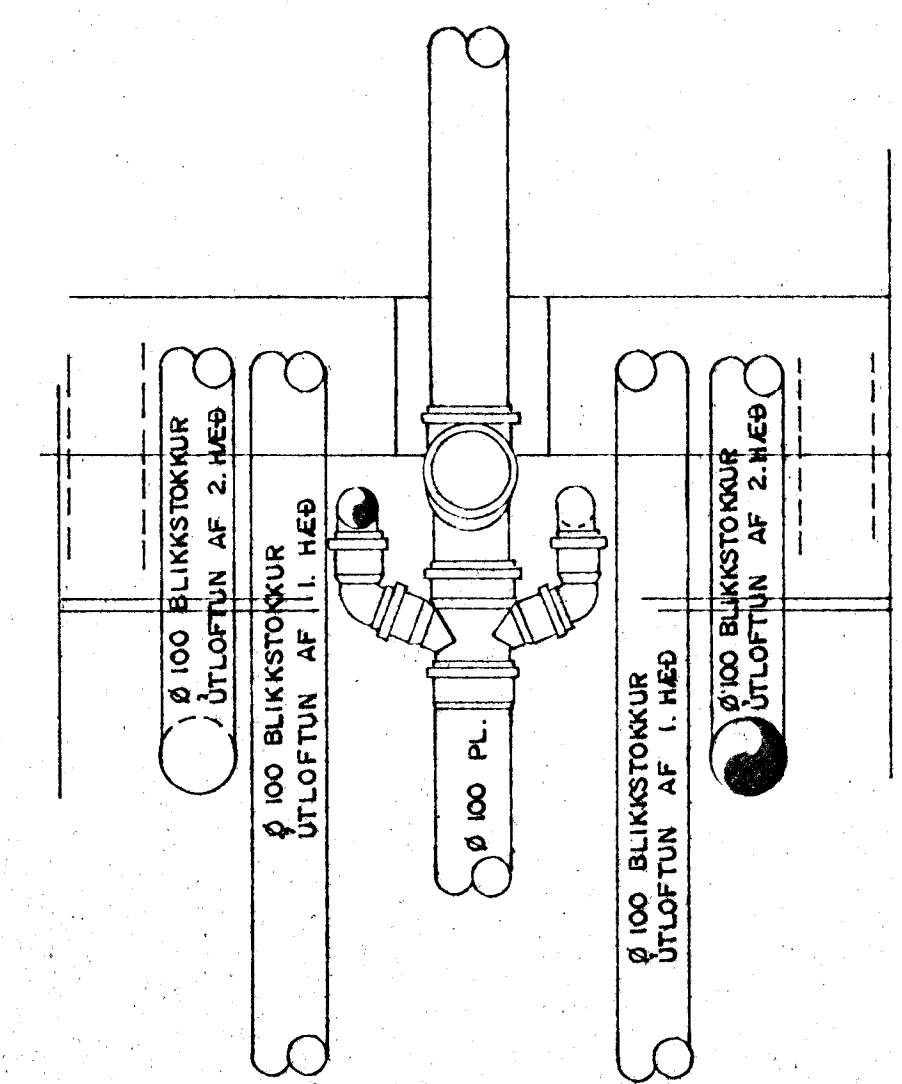 Ø 100 BLIKKSTOKKUR
ÚTLOFTUN AF 2. HÆÐ
Ø 100 BLIKKSTOKKUR
ÚTLOFTUN AF 1. HÆÐ
Ø 100 PL.
Ø 100 BLIKKSTOKKUR
ÚTLOFTUN AF 1. HÆÐ
Ø 100 BLIKKSTOKKUR
ÚTLOFTUN AF 2. HÆÐ